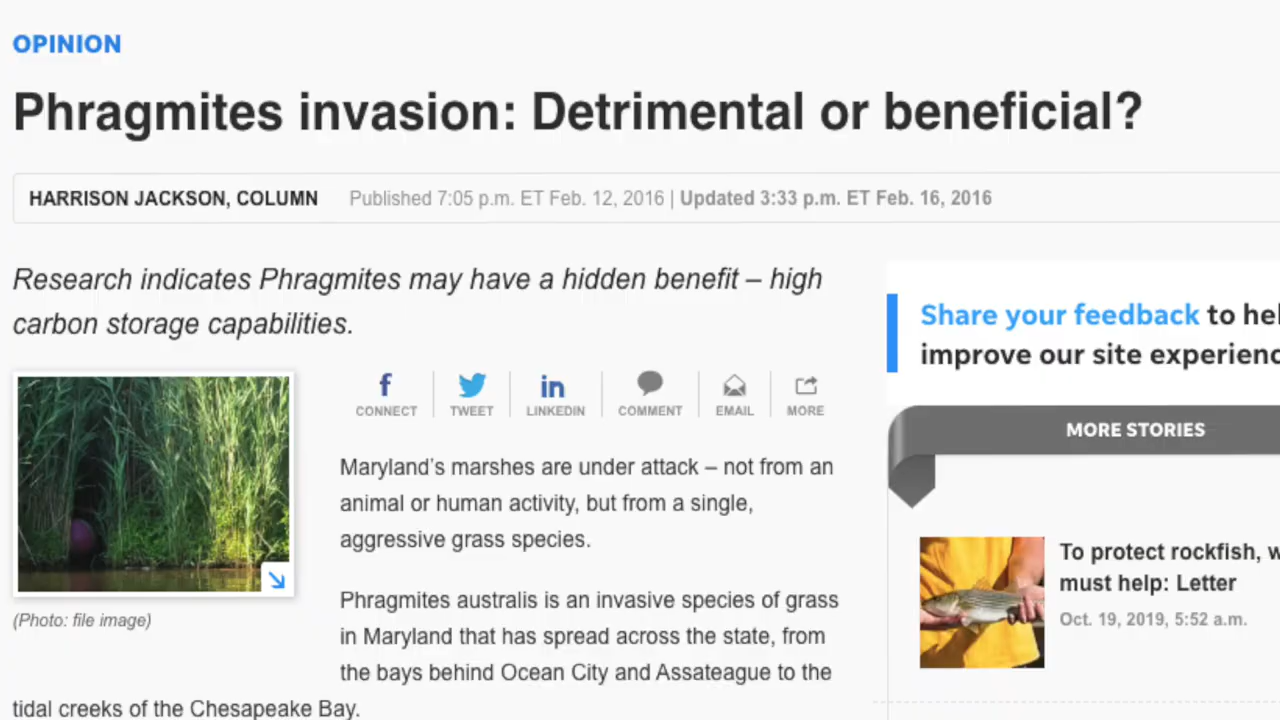 OPINION
Phragmites invasion: Detrimental or beneficial?
HARRISON JACKSON, COLUMN Published 7:05 p.m. ET Feb. 12, 2016 | Updated 3:33 p.m. ET Feb. 16, 2016
Research indicates Phragmites may have a hidden benefit – high
carbon storage capabilities.
CONNECT TWEET LINKEDIN COMMENT EMAIL MORE
(Photo: file image)
Maryland's marshes are under attack – not from an
animal or human activity, but from a single,
aggressive grass species.
Phragmites australis is an invasive species of grass
in Maryland that has spread across the state, from
the bays behind Ocean City and Assateague to the
tidal creeks of the Chesapeake Bay.
Share your feedback to hel
improve our site experienc
MORE STORIES
To protect rockfish, w
must help: Letter
Oct. 19, 2019, 5:52 a.m.